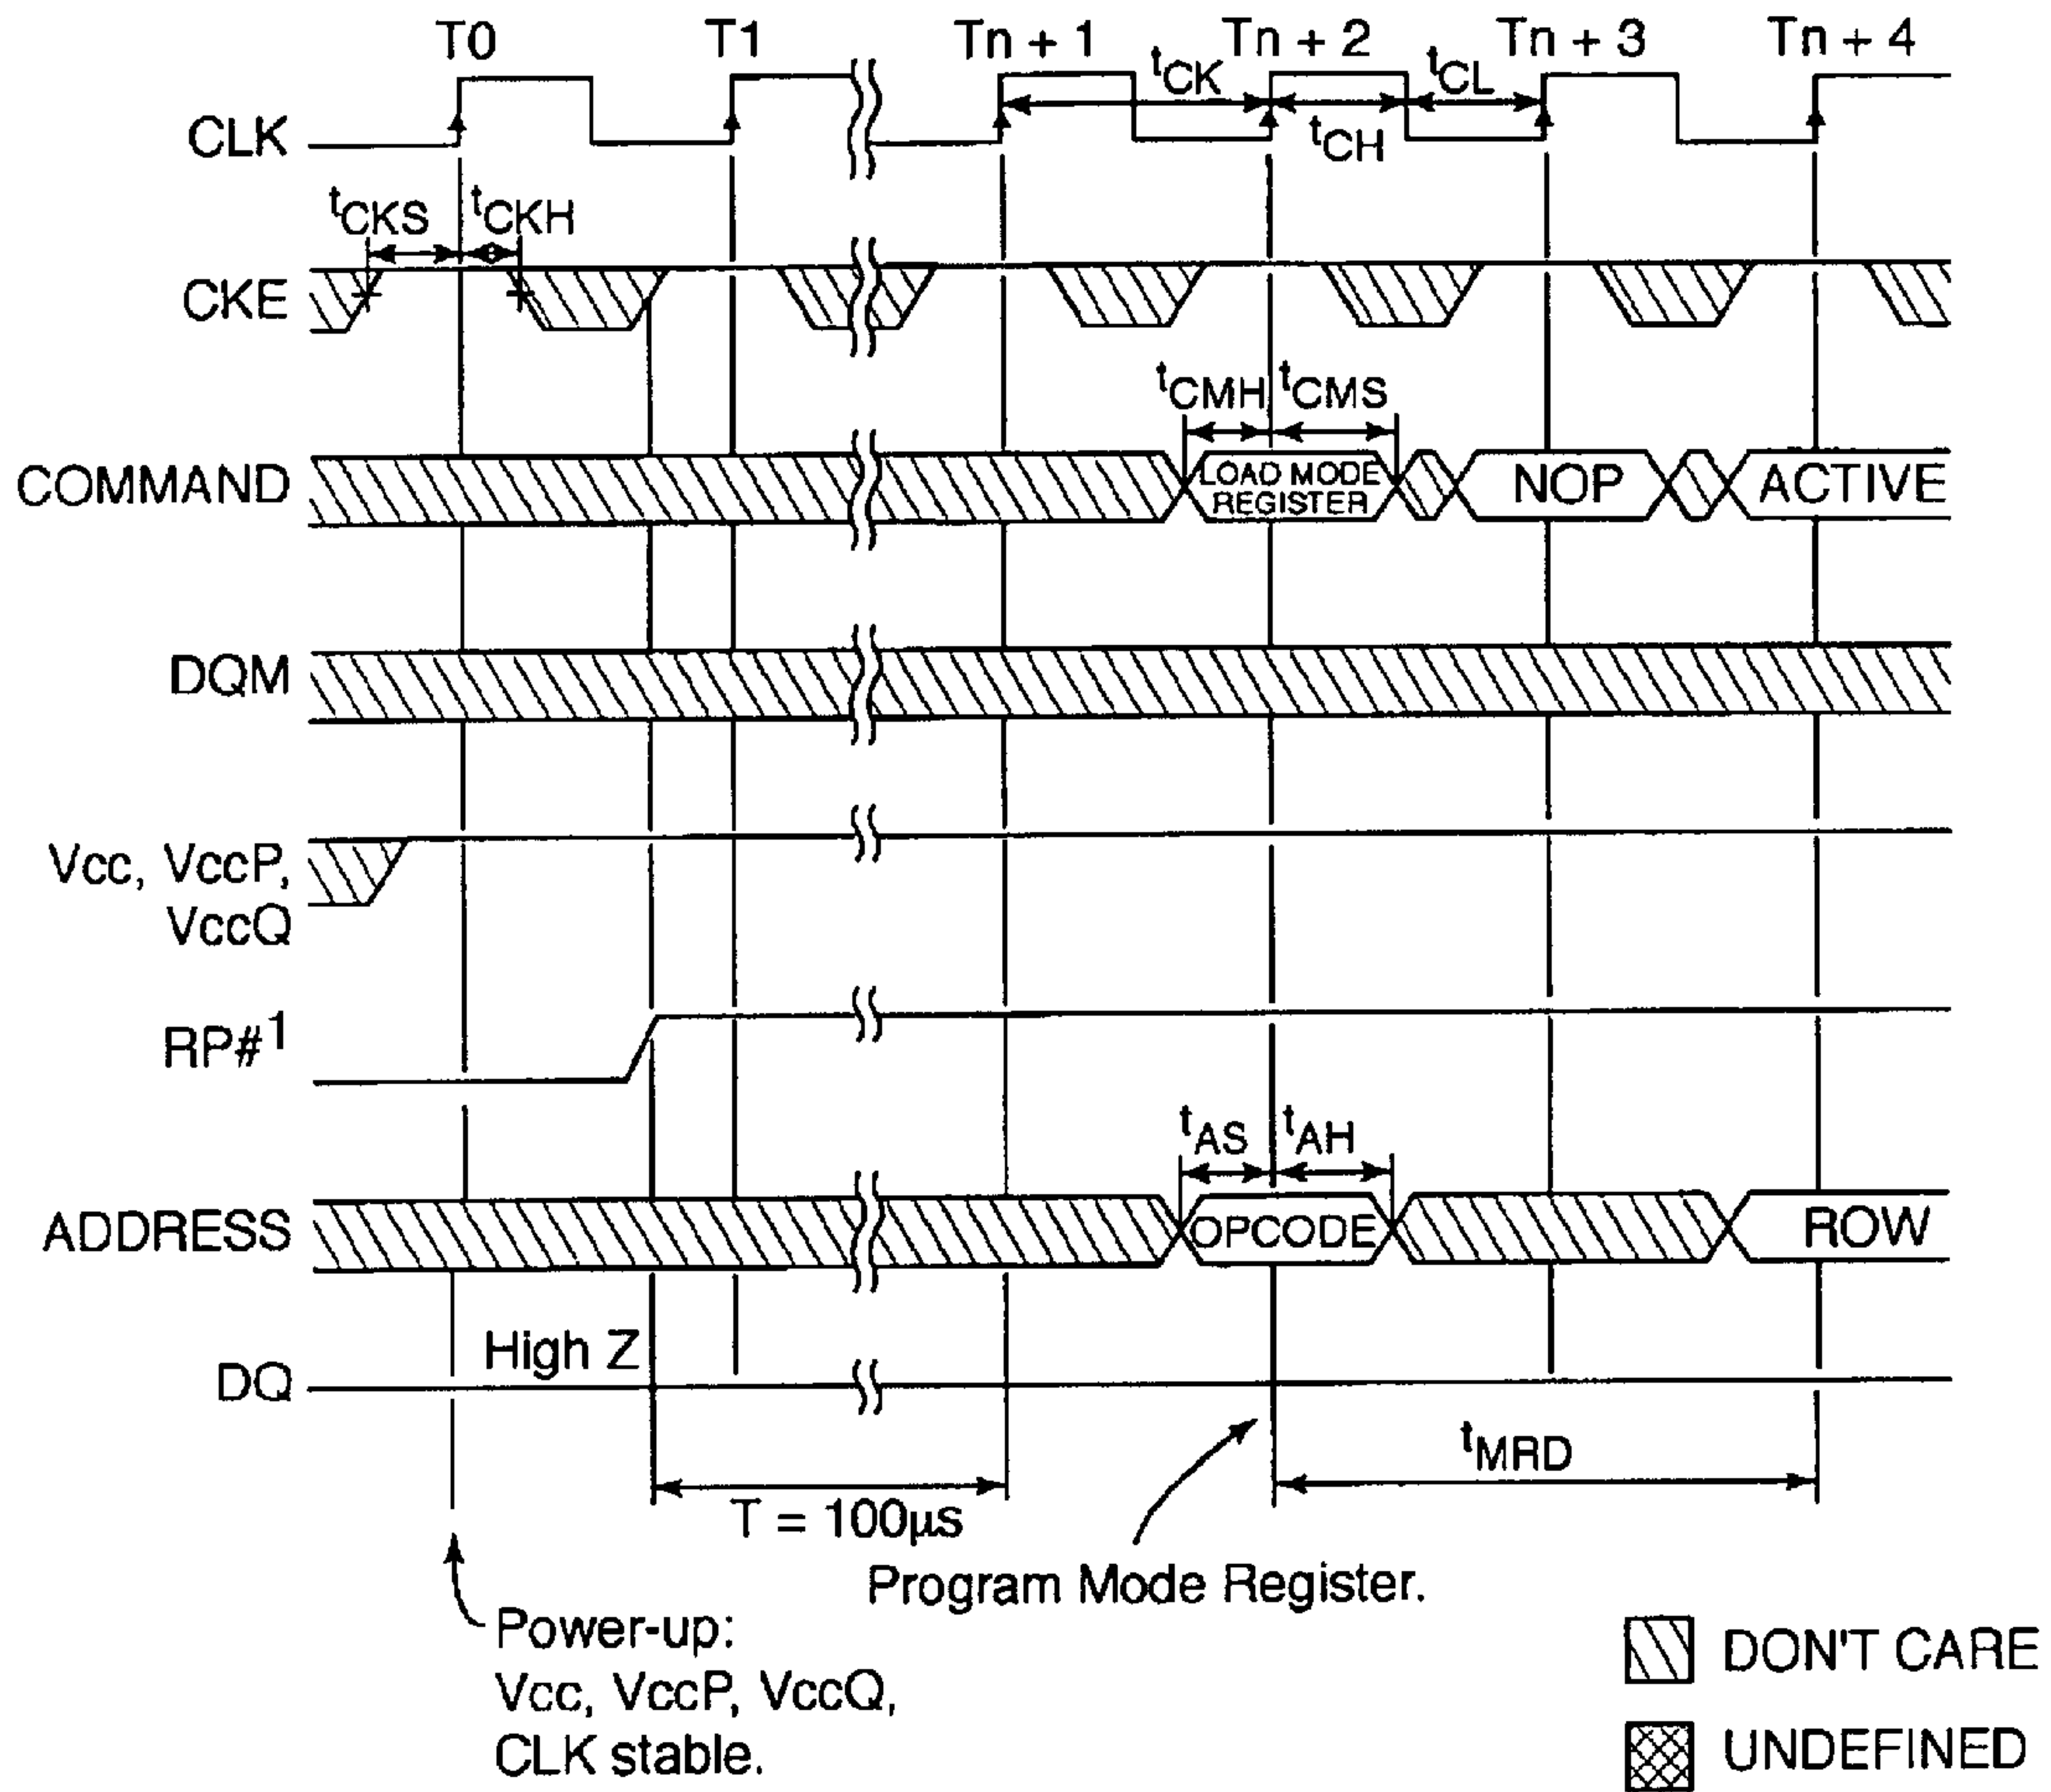 T0 T1 Tn + 1 Tn + 2 Tn + 3 Tn + 4
tCK tCL
CLK
tCH
tCKS tCKH
CKE
tCMH tCMS
COMMAND LOAD MODE REGISTER NOP ACTIVE
DQM
Vcc, VccP,
VccQ
RP#1
tAS tAH
ADDRESS OPCODE ROW
High Z
DQ
tMRD
T = 100µs
Program Mode Register.
Power-up:
Vcc, VccP, VccQ,
CLK stable.
DON'T CARE
UNDEFINED